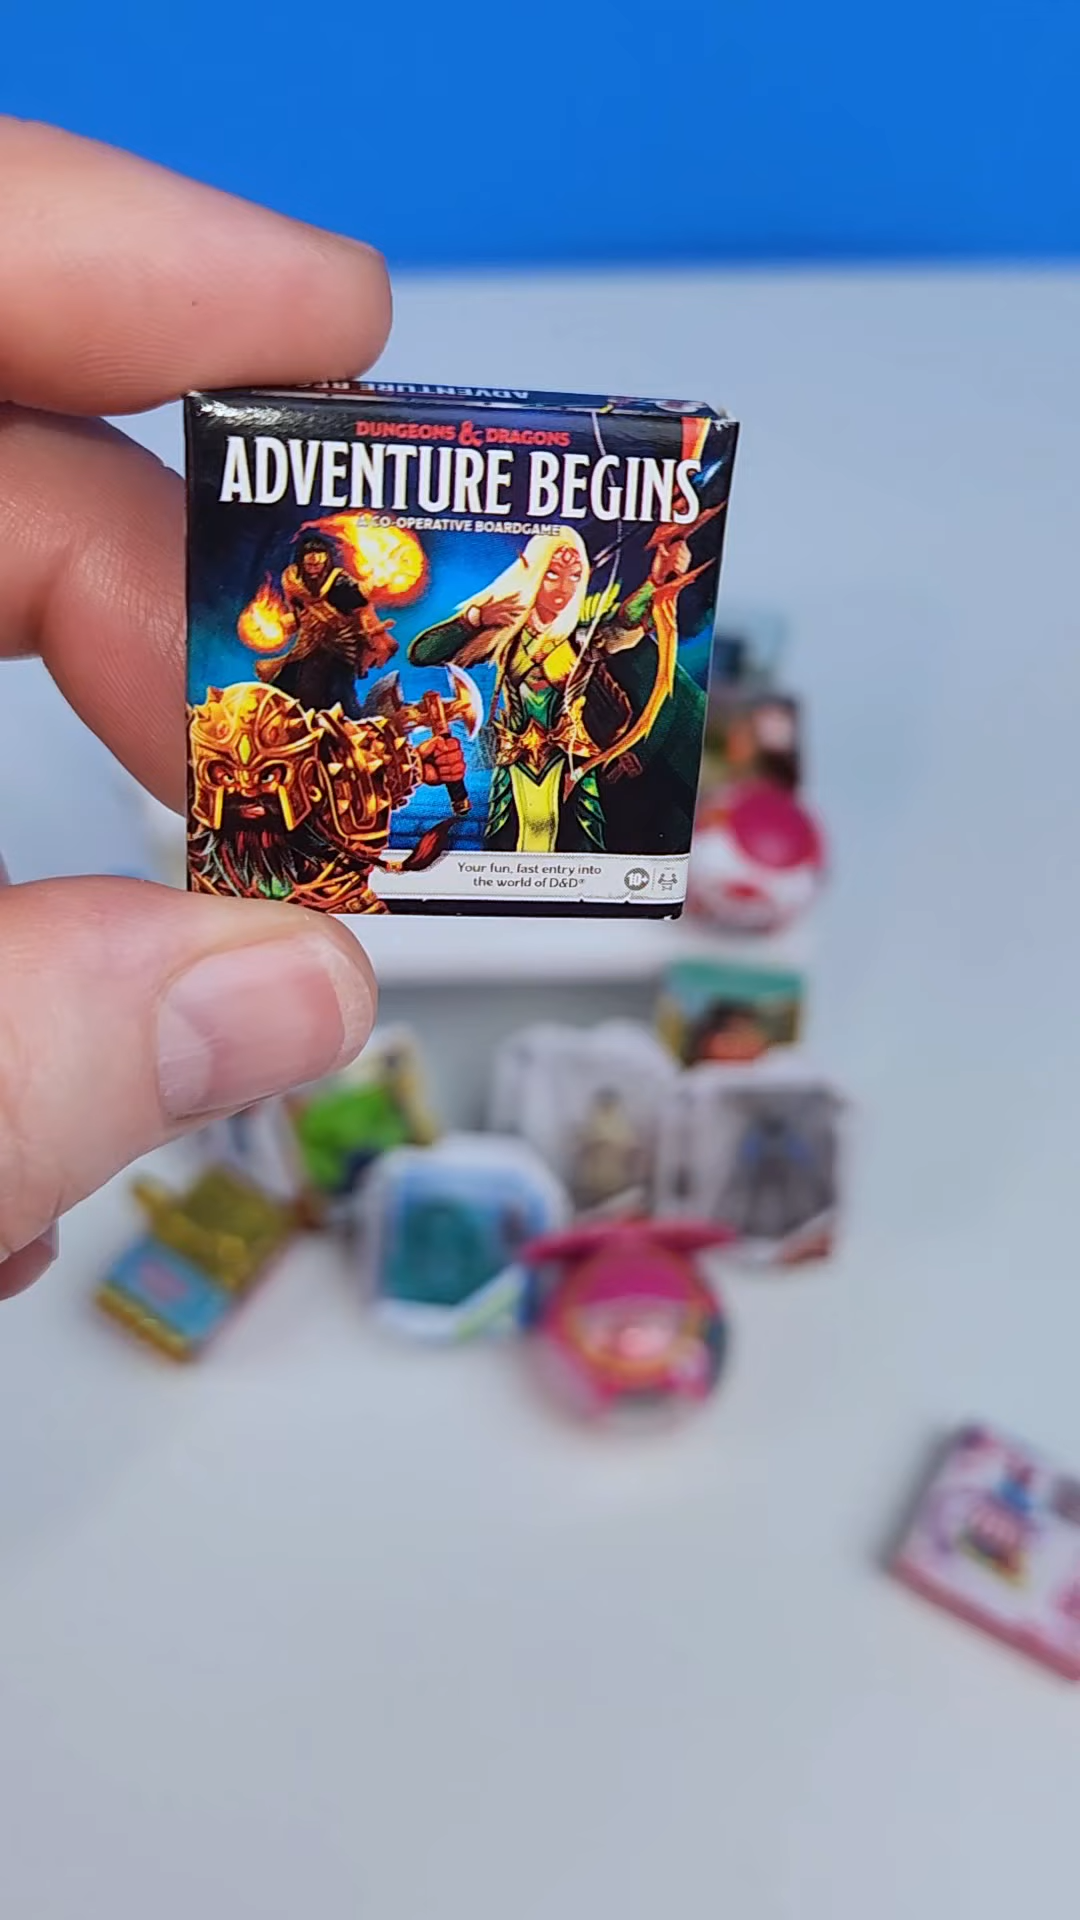 DUNGEONS & DRAGONS
ADVENTURE BEGINS
A CO-OPERATIVE BOARDGAME
Your fun, fast entry into
the world of D&D®
10+